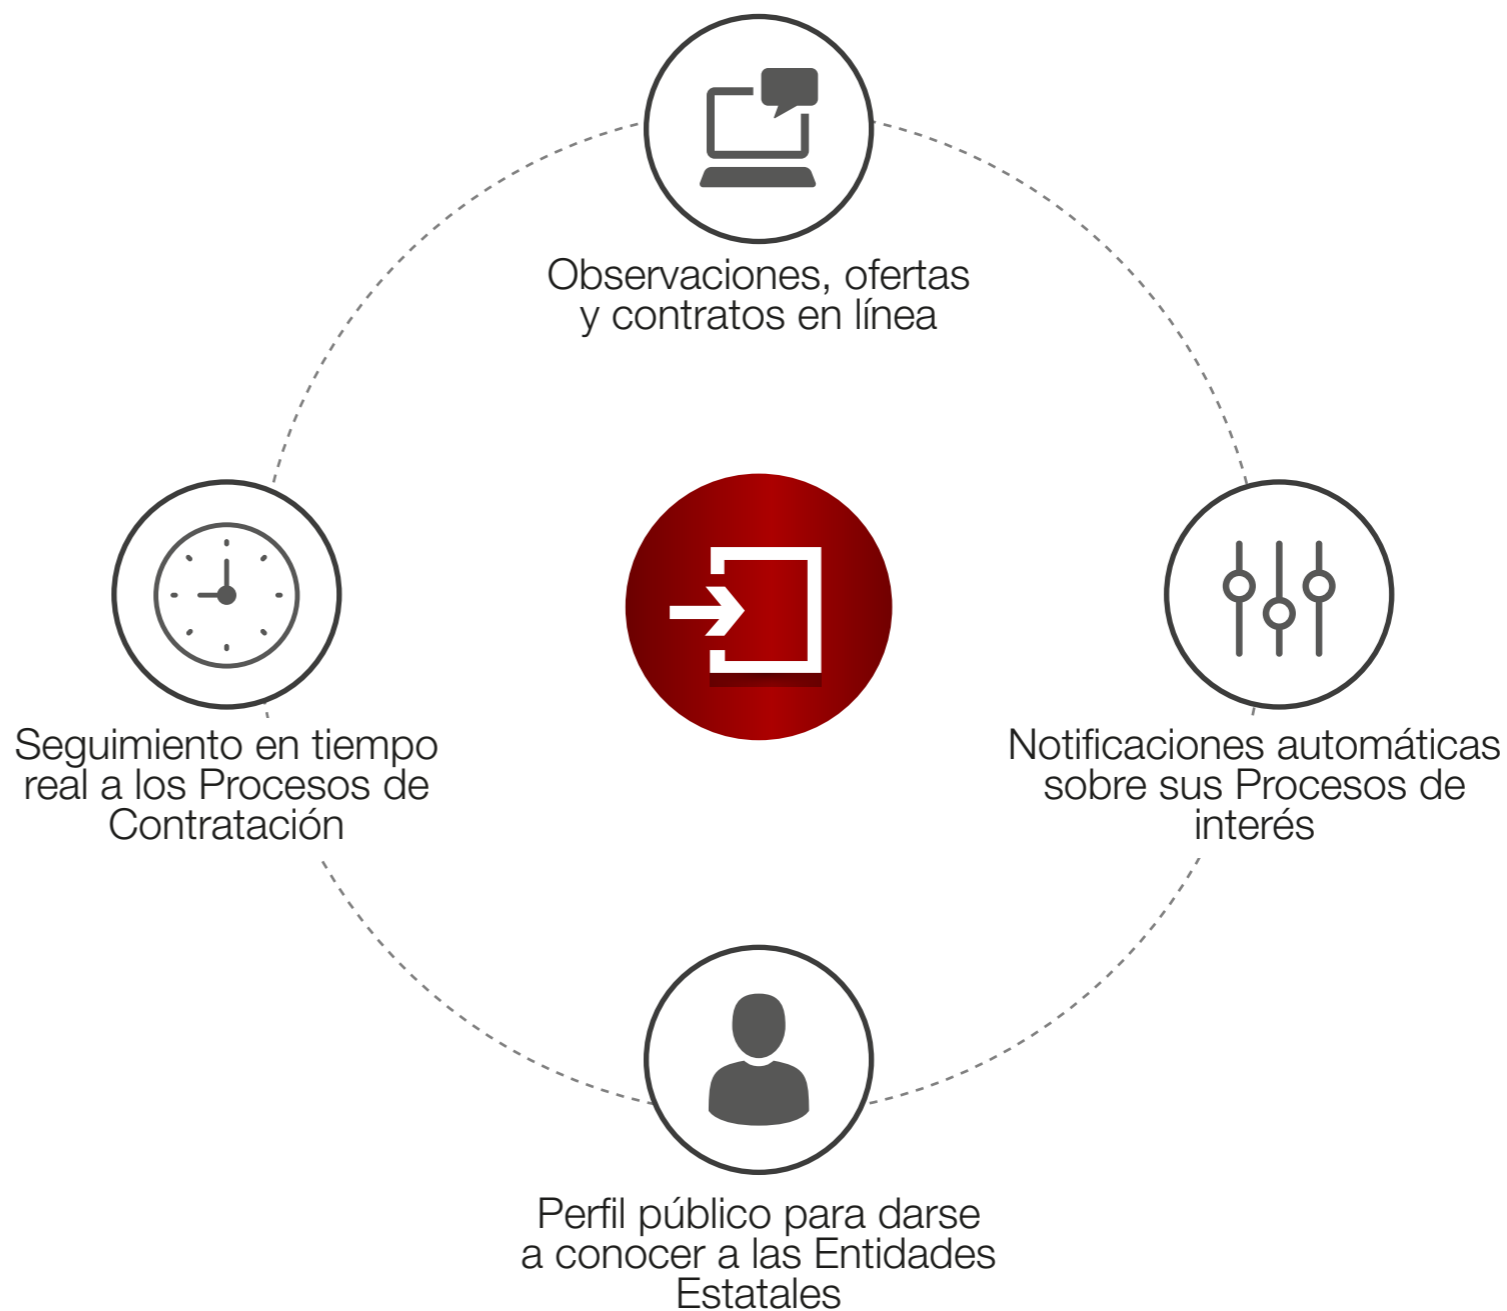 Observaciones, ofertas
y contratos en línea
Seguimiento en tiempo
real a los Procesos de
Contratación
Notificaciones automáticas
sobre sus Procesos de
interés
Perfil público para darse
a conocer a las Entidades
Estatales